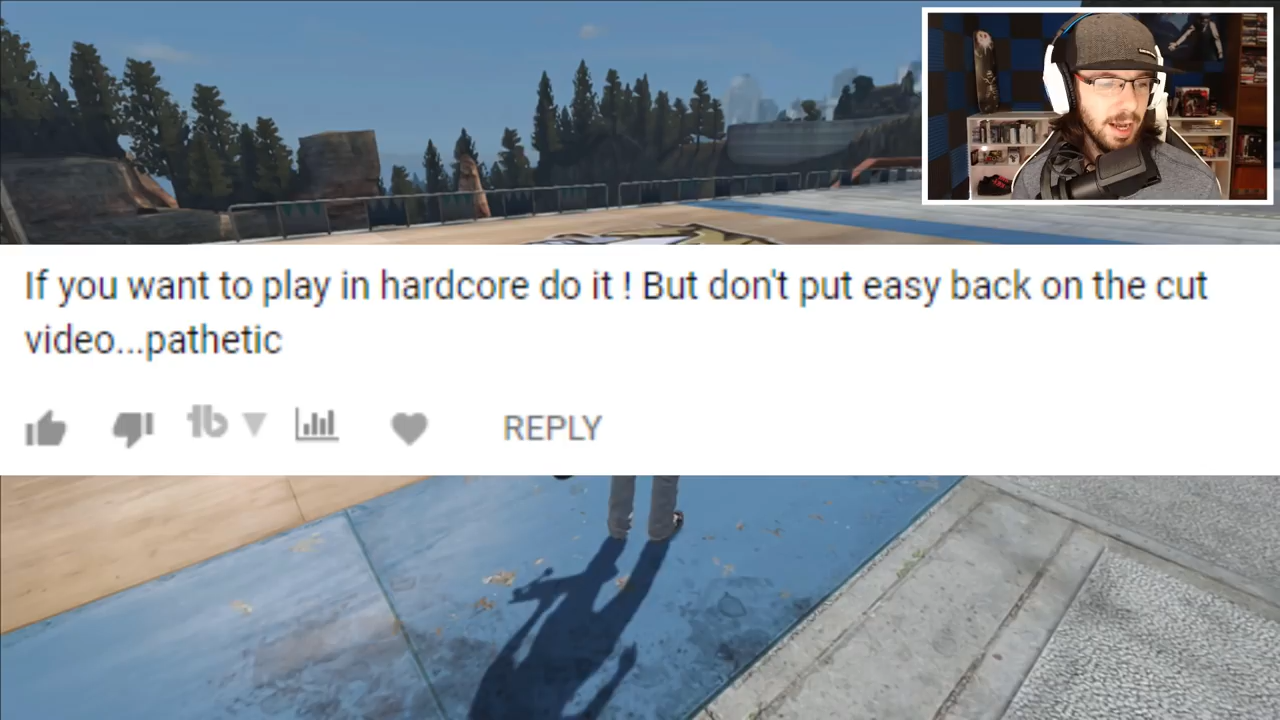 If you want to play in hardcore do it ! But don't put easy back on the cut
video...pathetic
REPLY